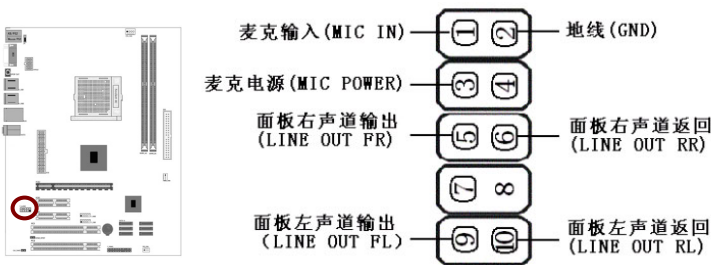 麦克输入(MIC IN)
1
2
地线(GND)
麦克电源(MIC POWER)
3
4
面板右声道输出
(LINE OUT FR)
5
6
面板右声道返回
(LINE OUT RR)
7
8
面板左声道输出
(LINE OUT FL)
9
10
面板左声道返回
(LINE OUT RL)